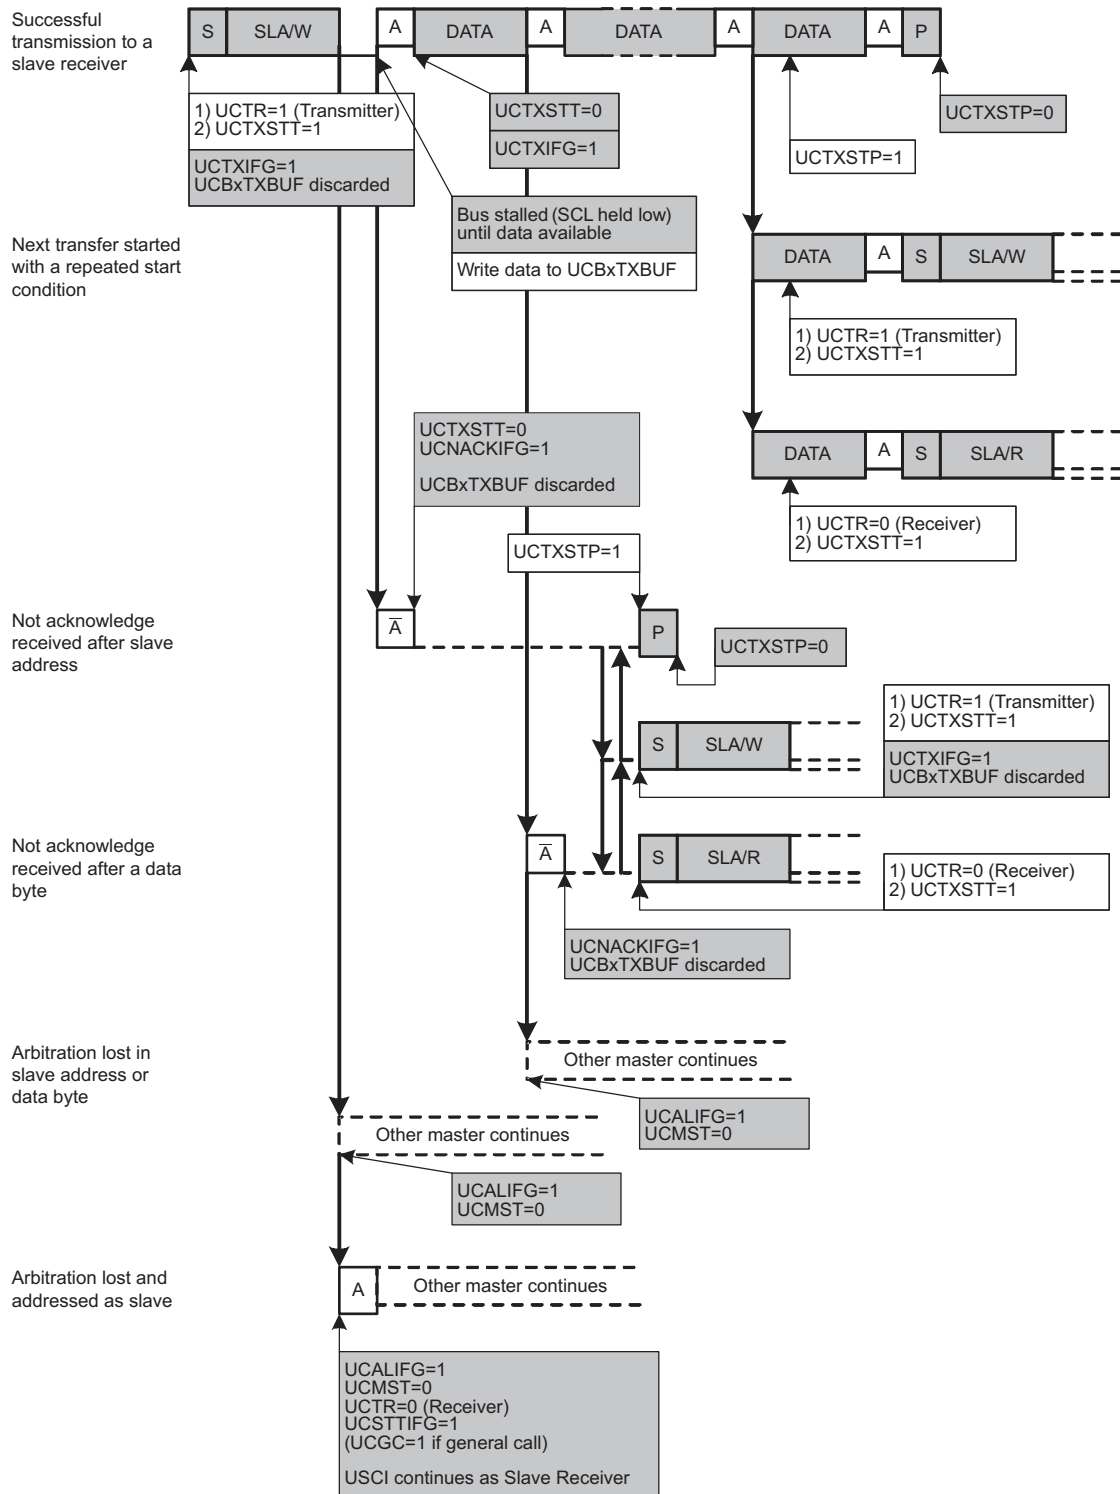 Successful
transmission to a
slave receiver
S SLA/W A DATA A DATA A DATA A P
1) UCTR=1 (Transmitter)
2) UCTXSTT=1
UCTXIFG=1
UCBxTXBUF discarded
UCTXSTT=0
UCTXIFG=1
UCTXSTP=1
UCTXSTP=0
Bus stalled (SCL held low)
until data available
Write data to UCBxTXBUF
Next transfer started
with a repeated start
condition
DATA A S SLA/W
1) UCTR=1 (Transmitter)
2) UCTXSTT=1
DATA A S SLA/R
1) UCTR=0 (Receiver)
2) UCTXSTT=1
UCTXSTT=0
UCNACKIFG=1
UCBxTXBUF discarded
UCTXSTP=1
Not acknowledge
received after slave
address
A̅ P
UCTXSTP=0
S SLA/W
1) UCTR=1 (Transmitter)
2) UCTXSTT=1
UCTXIFG=1
UCBxTXBUF discarded
Not acknowledge
received after a data
byte
A̅ S SLA/R
1) UCTR=0 (Receiver)
2) UCTXSTT=1
UCNACKIFG=1
UCBxTXBUF discarded
Arbitration lost in
slave address or
data byte
Other master continues
UCALIFG=1
UCMST=0
Other master continues
UCALIFG=1
UCMST=0
Arbitration lost and
addressed as slave
A Other master continues
UCALIFG=1
UCMST=0
UCTR=0 (Receiver)
UCSTTIFG=1
(UCGC=1 if general call)
USCI continues as Slave Receiver